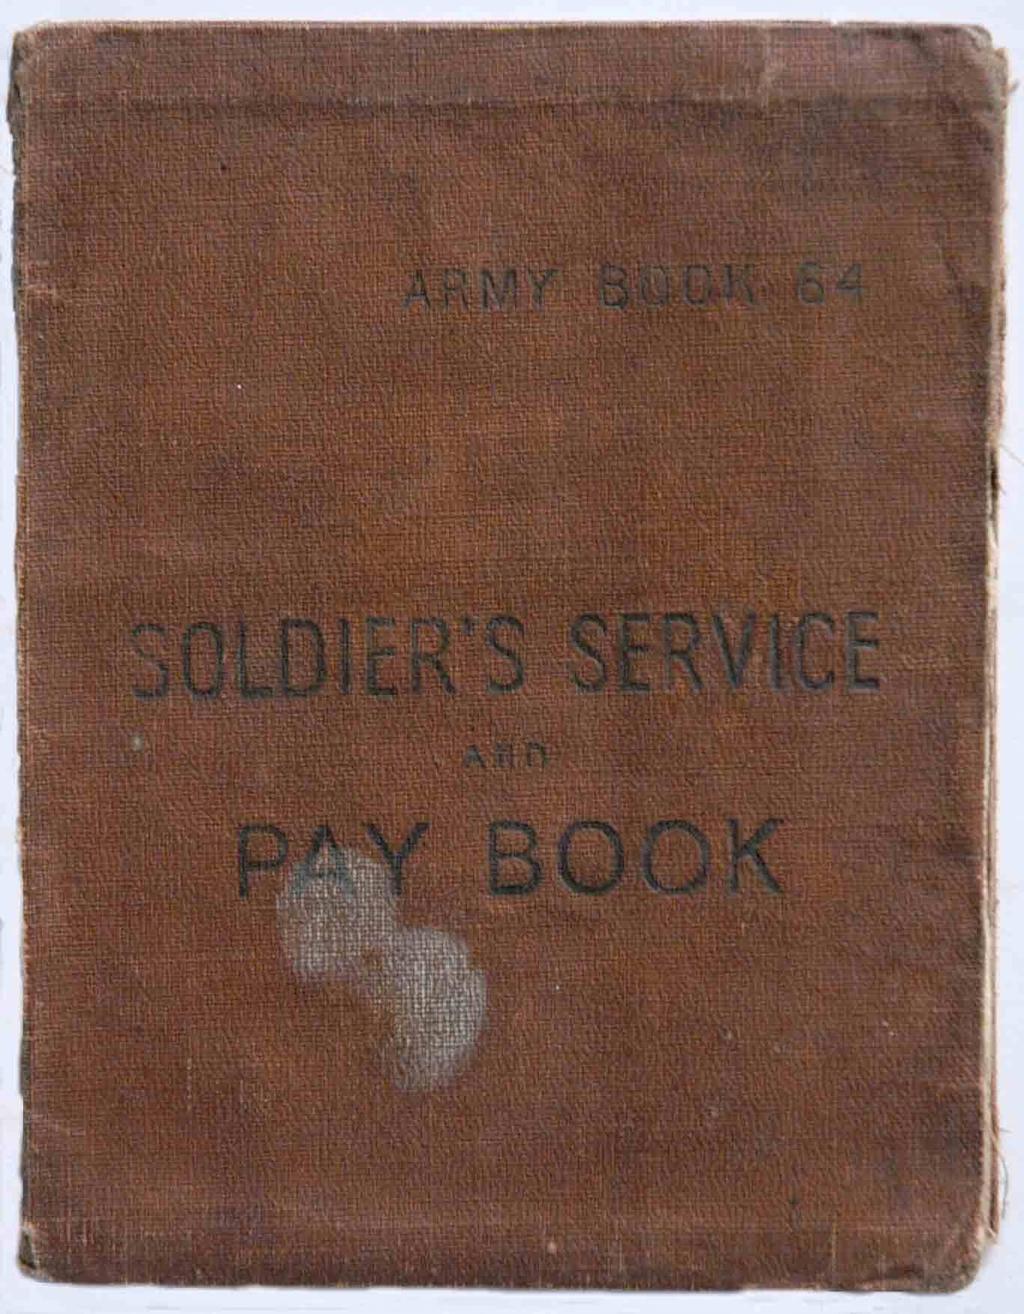 ARMY BOOK 64
SOLDIER'S SERVICE
AND
PAY BOOK